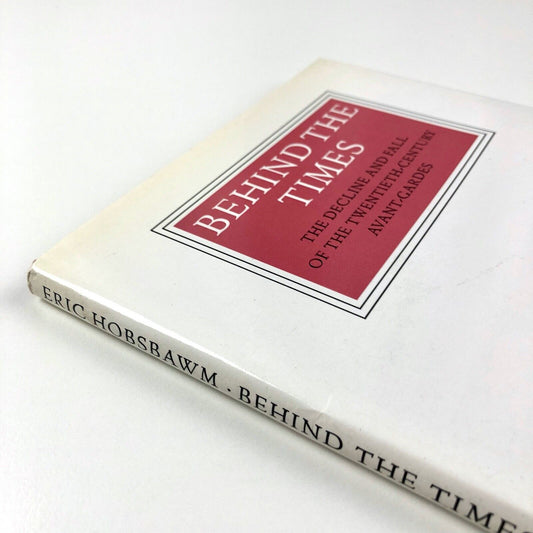 BEHIND THE
TIMES
THE DECLINE AND FALL
OF THE TWENTIETH-CENTURY
AVANT-GARDES
ERIC HOBSBAWM · BEHIND THE TIMES